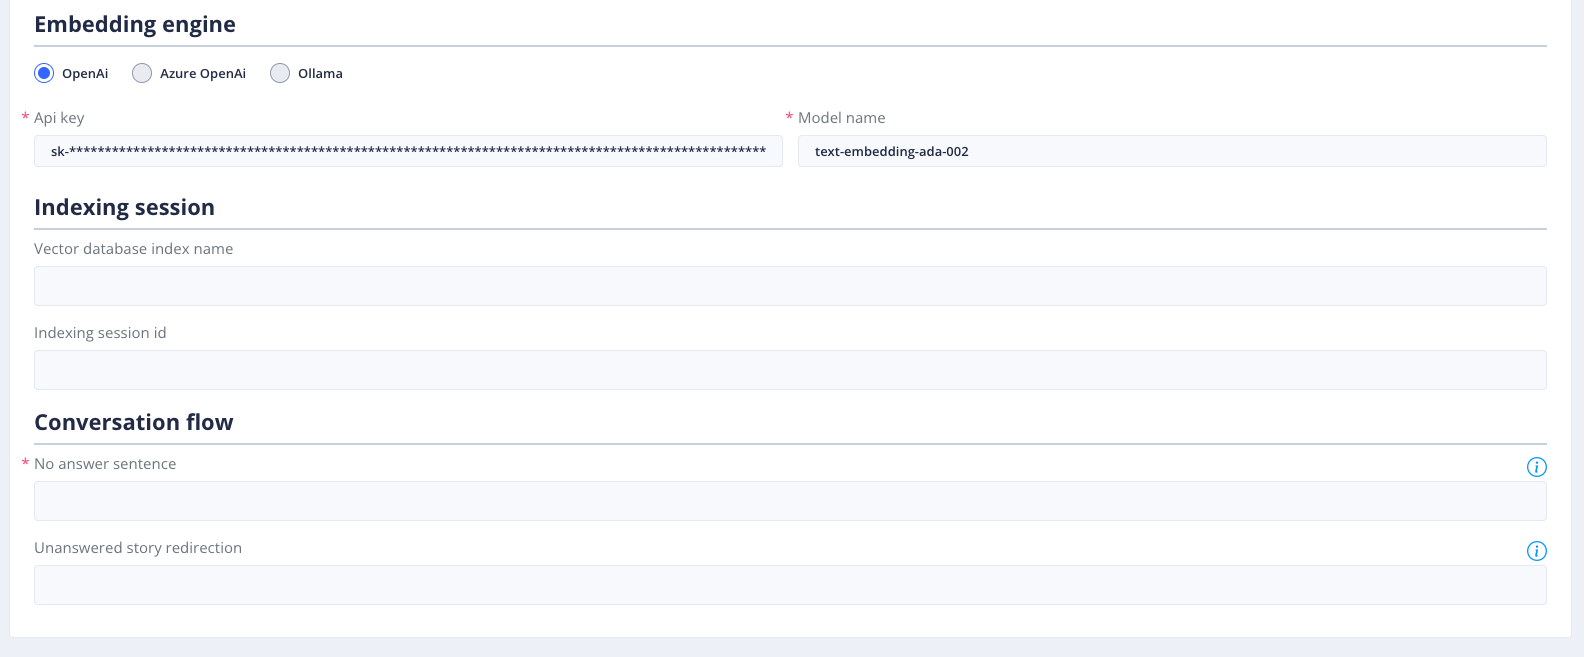 Embedding engine
OpenAi Azure OpenAi Ollama
* Api key * Model name
sk-************************************************************************************************** text-embedding-ada-002
Indexing session
Vector database index name
Indexing session id
Conversation flow
* No answer sentence i
Unanswered story redirection i